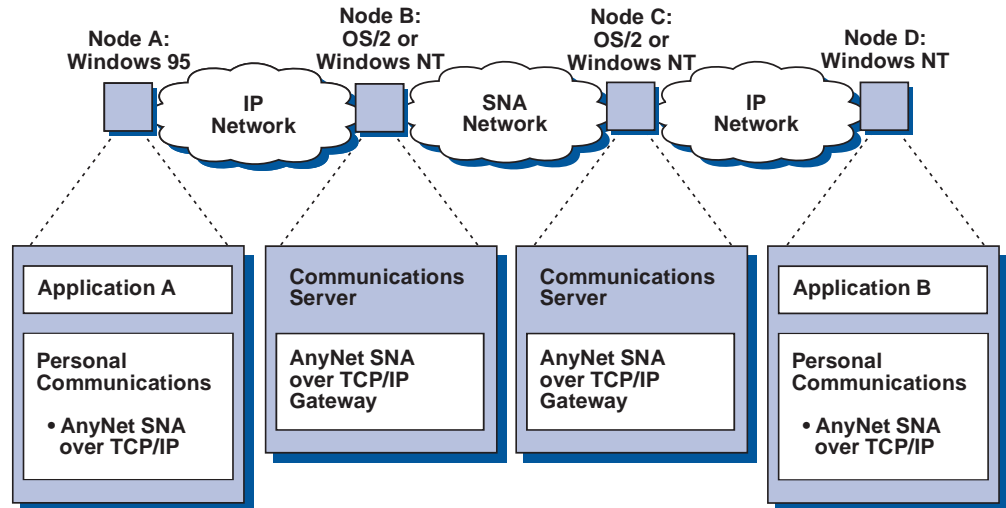 Node A:
Windows 95
Node B:
OS/2 or
Windows NT
Node C:
OS/2 or
Windows NT
Node D:
Windows NT
IP
Network
SNA
Network
IP
Network
Application A
Personal
Communications
• AnyNet SNA
over TCP/IP
Communications
Server
AnyNet SNA
over TCP/IP
Gateway
Communications
Server
AnyNet SNA
over TCP/IP
Gateway
Application B
Personal
Communications
• AnyNet SNA
over TCP/IP